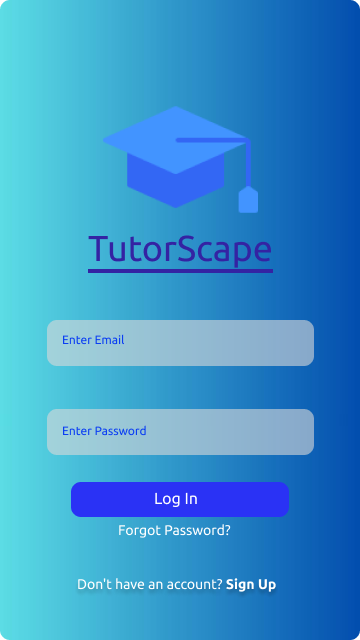 TutorScape
Enter Email
Enter Password
Log In
Forgot Password?
Don't have an account? Sign Up